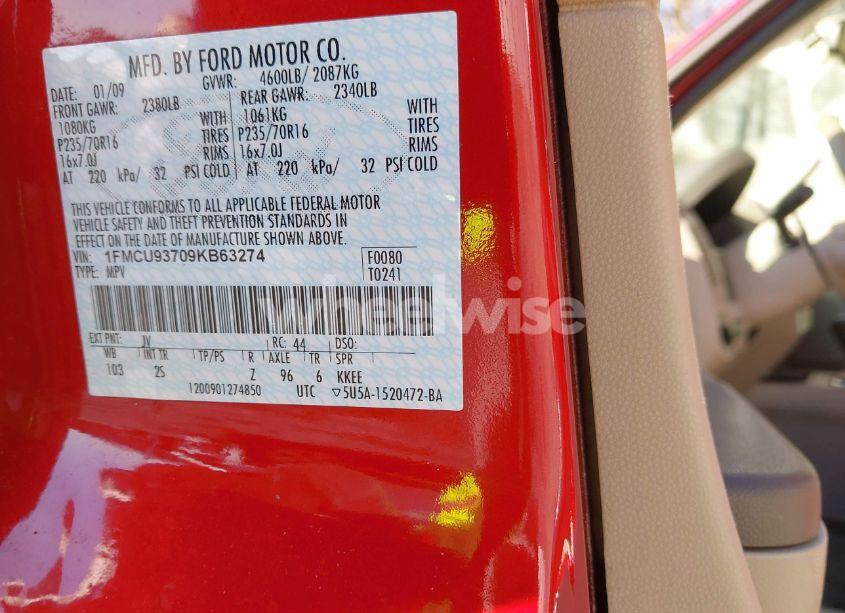 MFD. BY FORD MOTOR CO.
DATE: 01/09 GVWR: 4600LB/ 2087KG
FRONT GAWR: 2380LB REAR GAWR: 2340LB
1080KG WITH 1061KG WITH
P235/70R16 TIRES P235/70R16 TIRES
16x7.0J RIMS 16x7.0J RIMS
AT 220 kPa/ 32 PSI COLD AT 220 kPa/ 32 PSI COLD
THIS VEHICLE CONFORMS TO ALL APPLICABLE FEDERAL MOTOR
VEHICLE SAFETY AND THEFT PREVENTION STANDARDS IN
EFFECT ON THE DATE OF MANUFACTURE SHOWN ABOVE.
VIN: 1FMCU93709KB63274 F0080
TYPE: MPV T0241
wheelwise
EXT PNT: JV RC: 44 DSO:
WB INT TR TP/PS R AXLE TR SPR
103 2S Z 96 6 KKEE
1200901274850 UTC ▽5U5A-1520472-BA